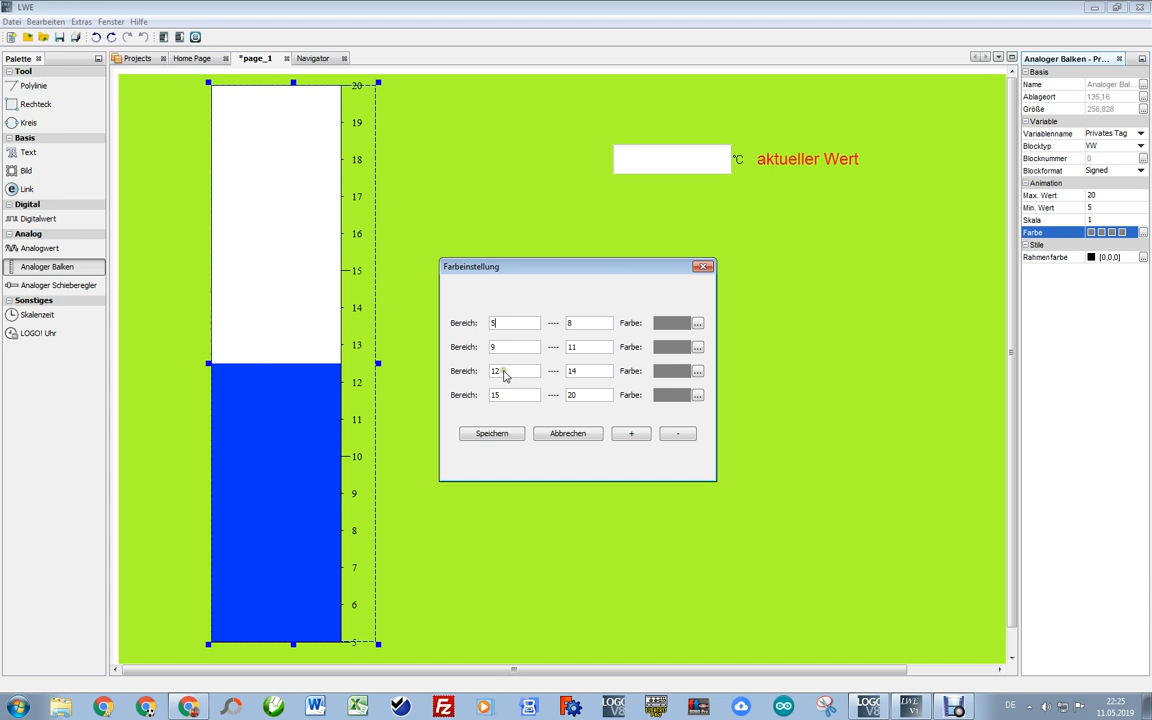 LWE
Datei Bearbeiten Extras Fenster Hilfe
Palette
Projects Home Page *page_1 Navigator
Analoger Balken - Pr...
Tool
Polylinie
Rechteck
Kreis
Basis
Text
Bild
Link
Digital
Digitalwert
Analog
Analogwert
Analoger Balken
Analoger Schieberegler
Sonstiges
Skalenzeit
LOGO! Uhr
20
19
18
17
16
15
14
13
12
11
10
9
8
7
6
5
°C aktueller Wert
Farbeinstellung
Bereich: 5 ---- 8 Farbe: ...
Bereich: 9 ---- 11 Farbe: ...
Bereich: 12 ---- 14 Farbe: ...
Bereich: 15 ---- 20 Farbe: ...
Speichern Abbrechen + -
Basis
Name Analoger Bal... ...
Ablageort 135,16 ...
Größe 256,828 ...
Variable
Variablenname Privates Tag
Blocktyp VW
Blocknummer 0 ...
Blockformat Signed
Animation
Max. Wert 20
Min. Wert 5
Skala 1
Farbe ...
Stile
Rahmenfarbe [0,0,0] ...
DE 22:25
11.05.2019